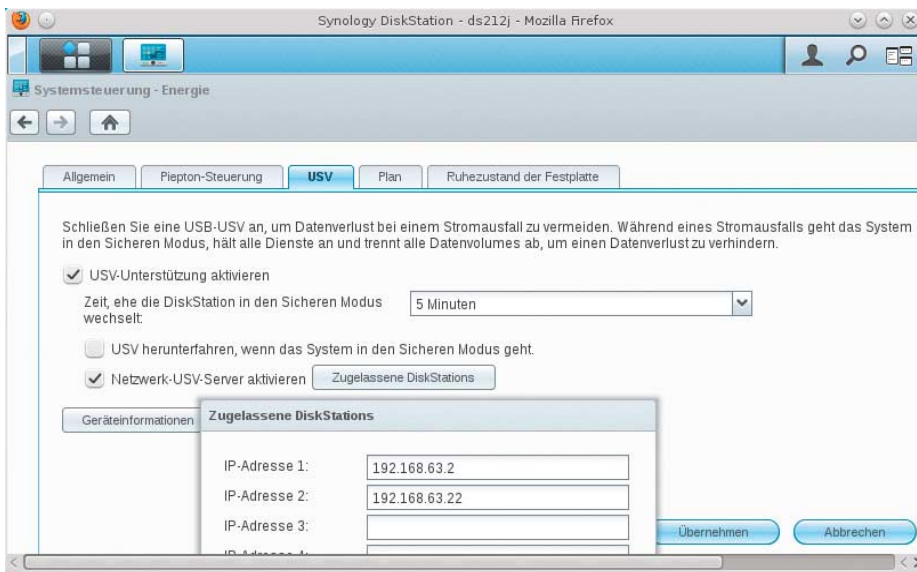 Synology DiskStation - ds212j - Mozilla Firefox
Systemsteuerung - Energie
Allgemein
Piepton-Steuerung
USV
Plan
Ruhezustand der Festplatte
Schließen Sie eine USB-USV an, um Datenverlust bei einem Stromausfall zu vermeiden. Während eines Stromausfalls geht das System
in den Sicheren Modus, hält alle Dienste an und trennt alle Datenvolumes ab, um einen Datenverlust zu verhindern.
USV-Unterstützung aktivieren
Zeit, ehe die DiskStation in den Sicheren Modus
wechselt:
5 Minuten
USV herunterfahren, wenn das System in den Sicheren Modus geht.
Netzwerk-USV-Server aktivieren
Zugelassene DiskStations
Geräteinformationen
Zugelassene DiskStations
IP-Adresse 1:
192.168.63.2
IP-Adresse 2:
192.168.63.22
IP-Adresse 3:
Übernehmen
Abbrechen